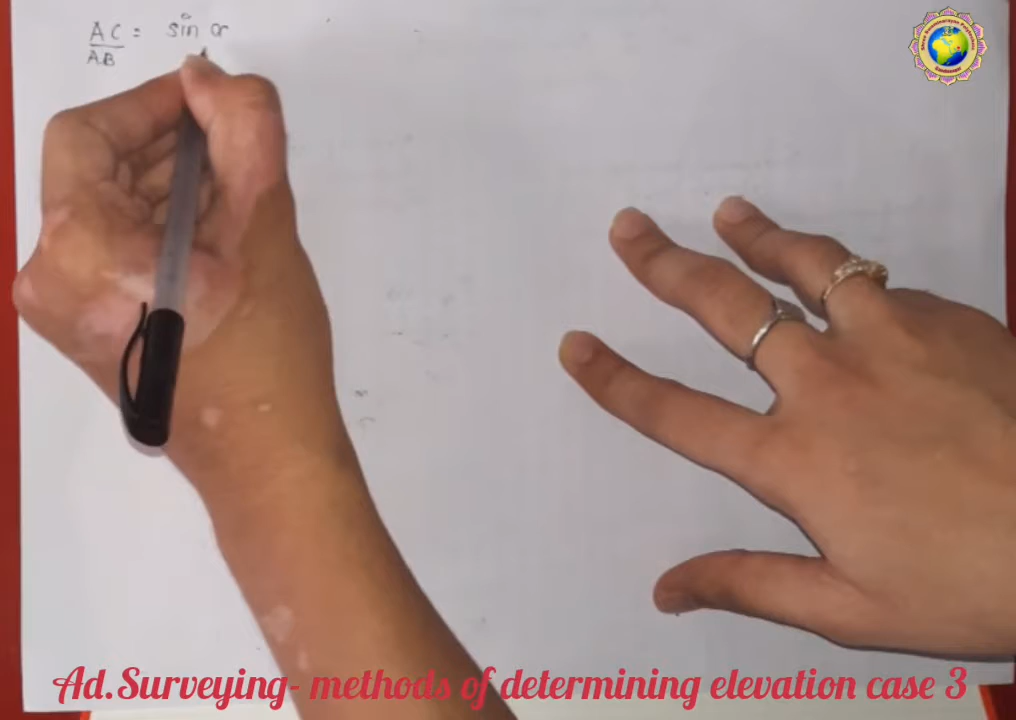 AC = sin α
AB
Ad.Surveying- methods of determining elevation case 3